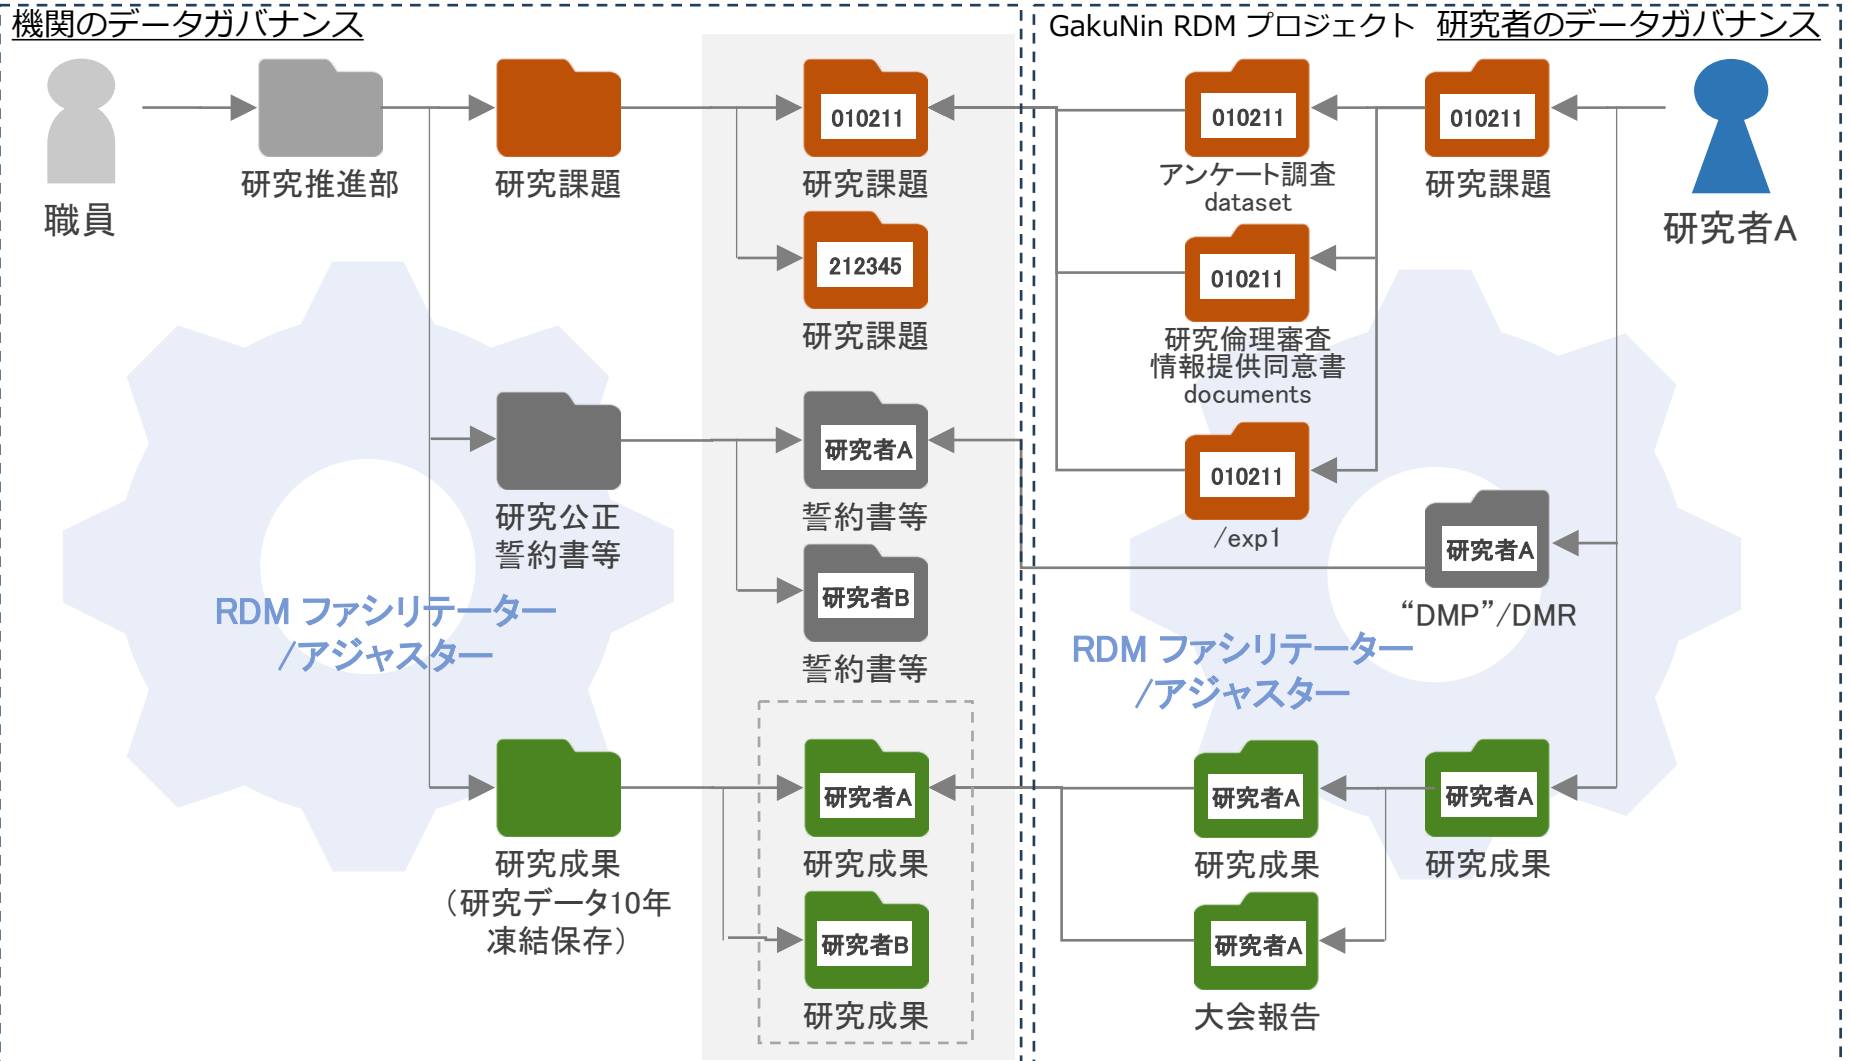 機関のデータガバナンス
GakuNin RDM プロジェクト
研究者のデータガバナンス
職員
研究推進部
研究課題
010211
研究課題
212345
研究課題
010211
アンケート調査
dataset
010211
研究課題
研究者A
010211
研究倫理審査
情報提供同意書
documents
010211
/exp1
研究公正
誓約書等
研究者A
誓約書等
研究者B
誓約書等
研究者A
“DMP”/DMR
RDM ファシリテーター
/アジャスター
RDM ファシリテーター
/アジャスター
研究成果
（研究データ10年
凍結保存）
研究者A
研究成果
研究者B
研究成果
研究者A
研究成果
研究者A
研究成果
研究者A
大会報告